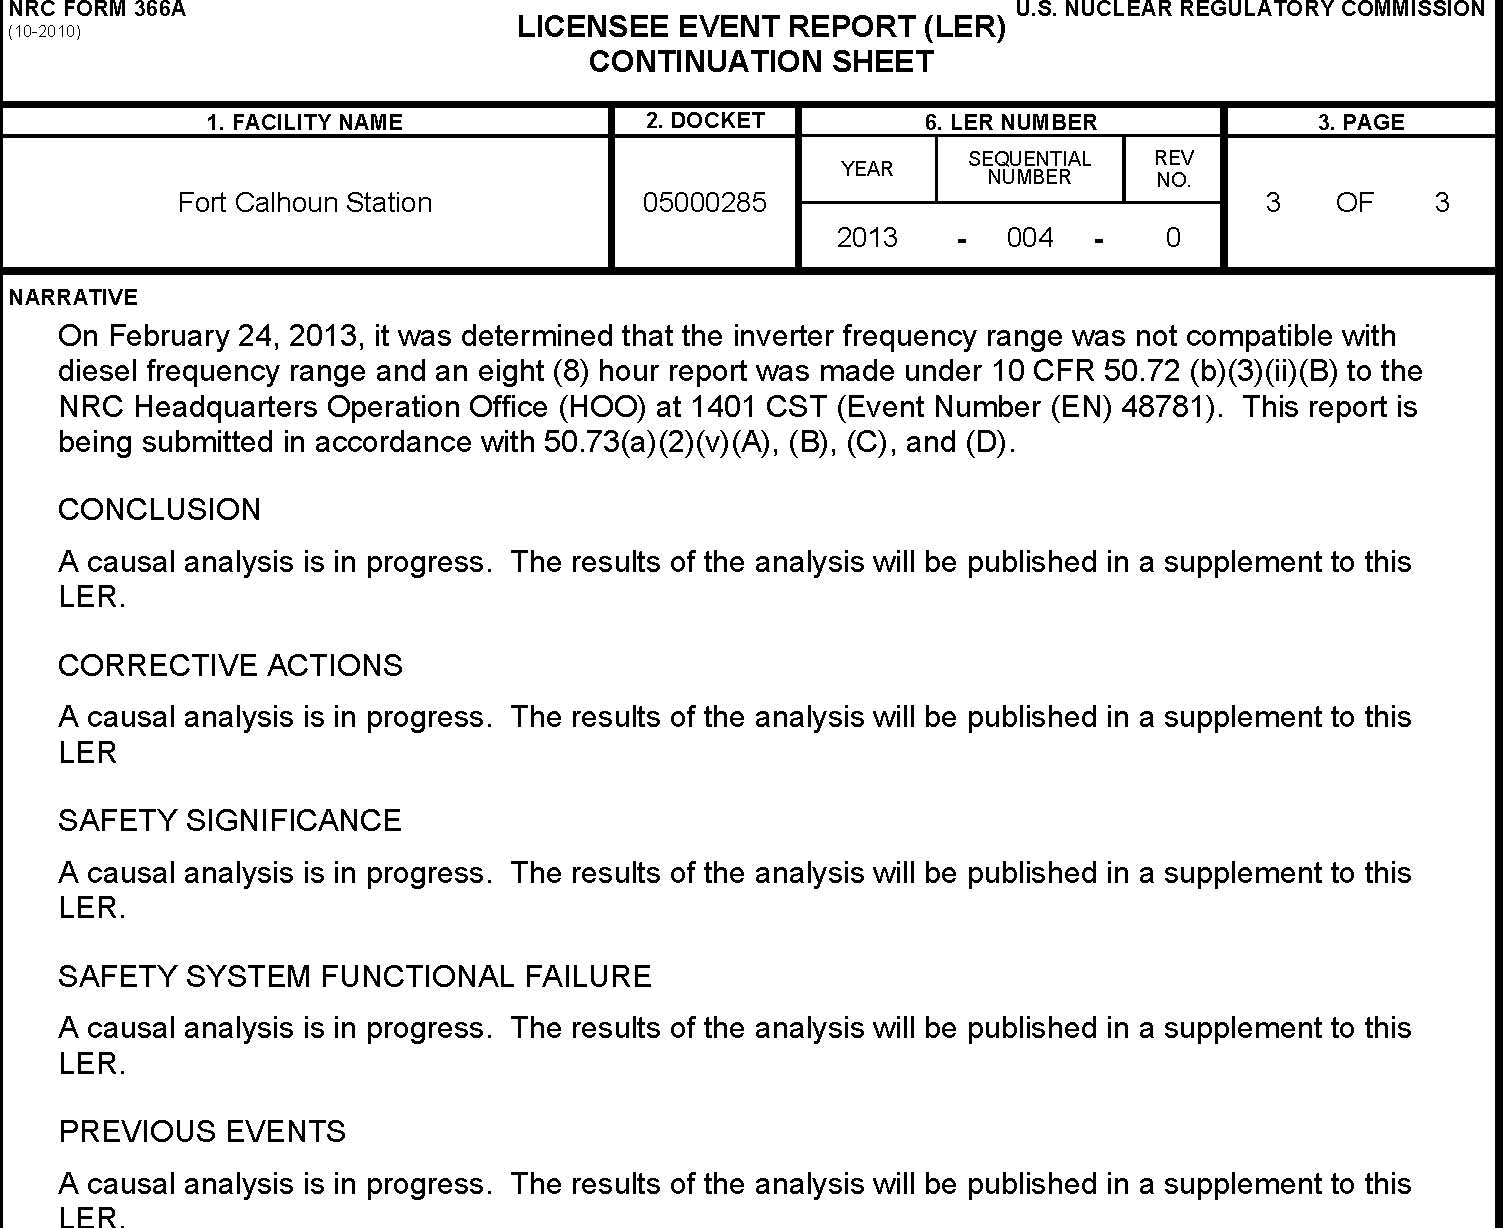 NRC FORM 366A
(10-2010)
LICENSEE EVENT REPORT (LER)
U.S. NUCLEAR REGULATORY COMMISSION
CONTINUATION SHEET
1. FACILITY NAME
2. DOCKET
6. LER NUMBER
3. PAGE
Fort Calhoun Station
05000285
YEAR
SEQUENTIAL
NUMBER
REV
NO.
3 OF 3
2013 - 004 - 0
NARRATIVE
On February 24, 2013, it was determined that the inverter frequency range was not compatible with
diesel frequency range and an eight (8) hour report was made under 10 CFR 50.72 (b)(3)(ii)(B) to the
NRC Headquarters Operation Office (HOO) at 1401 CST (Event Number (EN) 48781).  This report is
being submitted in accordance with 50.73(a)(2)(v)(A), (B), (C), and (D).
CONCLUSION
A causal analysis is in progress.  The results of the analysis will be published in a supplement to this
LER.
CORRECTIVE ACTIONS
A causal analysis is in progress.  The results of the analysis will be published in a supplement to this
LER
SAFETY SIGNIFICANCE
A causal analysis is in progress.  The results of the analysis will be published in a supplement to this
LER.
SAFETY SYSTEM FUNCTIONAL FAILURE
A causal analysis is in progress.  The results of the analysis will be published in a supplement to this
LER.
PREVIOUS EVENTS
A causal analysis is in progress.  The results of the analysis will be published in a supplement to this
LER.